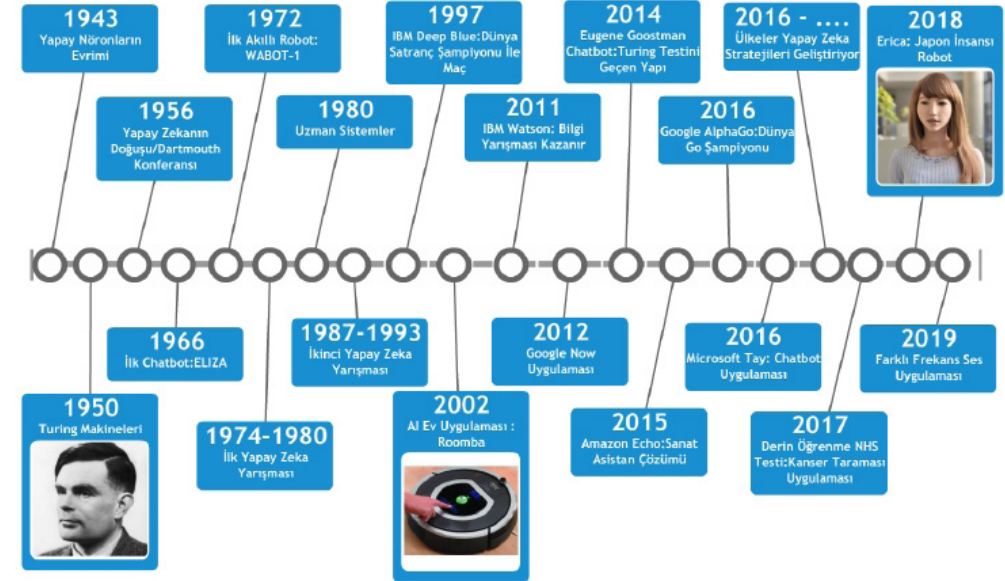 1943
Yapay Nöronların
Evrimi
1972
İlk Akıllı Robot:
WABOT-1
1997
IBM Deep Blue:Dünya
Satranç Şampiyonu İle
Maç
2014
Eugene Goostman
Chatbot:Turing Testini
Geçen Yapı
2016 - ....
Ülkeler Yapay Zeka
Stratejileri Geliştiriyor
2018
Erica: Japon İnsansı
Robot
1956
Yapay Zekanın
Doğuşu/Dartmouth
Konferansı
1980
Uzman Sistemler
2011
IBM Watson: Bilgi
Yarışması Kazanır
2016
Google AlphaGo:Dünya
Go Şampiyonu
1966
İlk Chatbot:ELIZA
1987-1993
İkinci Yapay Zeka
Yarışması
2012
Google Now
Uygulaması
2016
Microsoft Tay: Chatbot
Uygulaması
2019
Farklı Frekans Ses
Uygulaması
1950
Turing Makineleri
1974-1980
İlk Yapay Zeka
Yarışması
2002
AI Ev Uygulaması :
Roomba
2015
Amazon Echo:Sanat
Asistan Çözümü
2017
Derin Öğrenme NHS
Testi:Kanser Taraması
Uygulaması